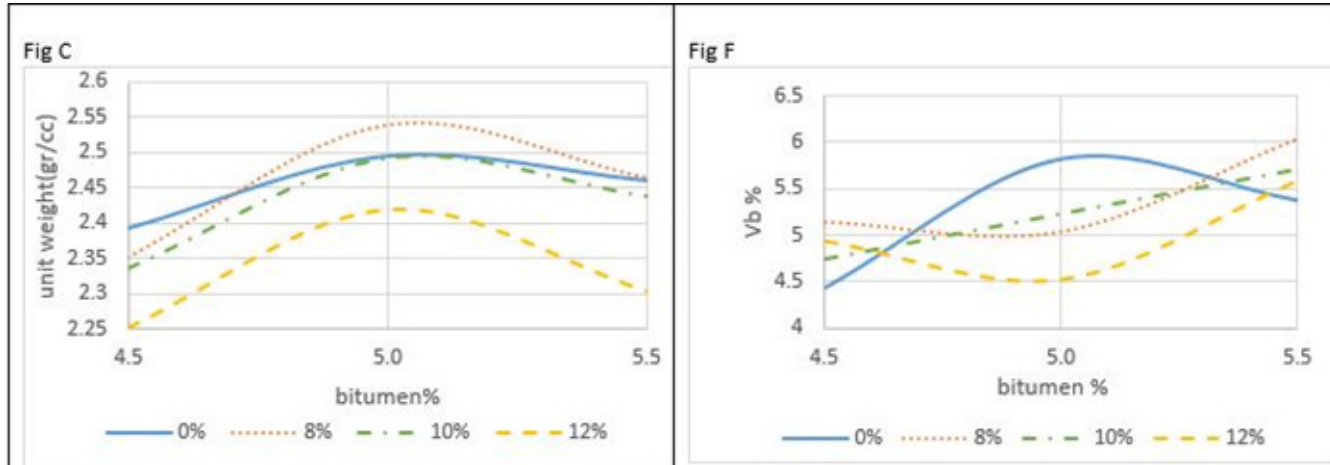 Fig C
unit weight(gr/cc)
2.6
2.55
2.5
2.45
2.4
2.35
2.3
2.25
4.5 5.0 5.5
bitumen%
0% 8% 10% 12%
Fig F
Vb %
6.5
6
5.5
5
4.5
4
4.5 5.0 5.5
bitumen %
0% 8% 10% 12%